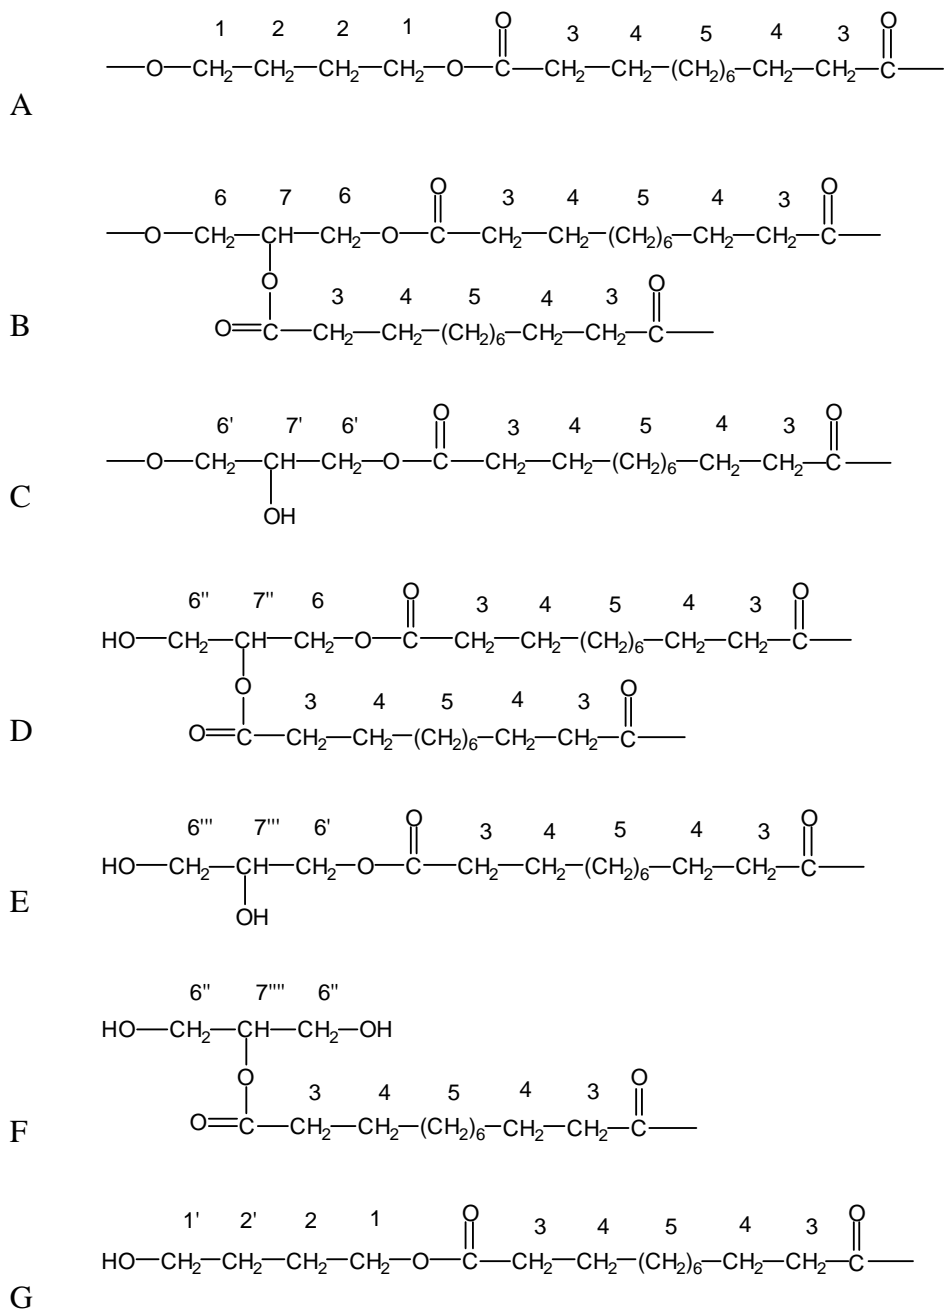 1 2 2 1 O 3 4 5 4 3 O
O—CH2—CH2—CH2—CH2—O—C—CH2—CH2—(CH2)6—CH2—CH2—C
A
6 7 6 O 3 4 5 4 3 O
O—CH2—CH—CH2—O—C—CH2—CH2—(CH2)6—CH2—CH2—C
O 3 4 5 4 3 O
B
O=C—CH2—CH2—(CH2)6—CH2—CH2—C
6' 7' 6' O 3 4 5 4 3 O
O—CH2—CH—CH2—O—C—CH2—CH2—(CH2)6—CH2—CH2—C
C
OH
6'' 7'' 6 O 3 4 5 4 3 O
HO—CH2—CH—CH2—O—C—CH2—CH2—(CH2)6—CH2—CH2—C
O 3 4 5 4 3 O
D
O=C—CH2—CH2—(CH2)6—CH2—CH2—C
6''' 7''' 6' O 3 4 5 4 3 O
HO—CH2—CH—CH2—O—C—CH2—CH2—(CH2)6—CH2—CH2—C
E
OH
6'' 7'''' 6''
HO—CH2—CH—CH2—OH
O 3 4 5 4 3 O
F
O=C—CH2—CH2—(CH2)6—CH2—CH2—C
1' 2' 2 1 O 3 4 5 4 3 O
HO—CH2—CH2—CH2—CH2—O—C—CH2—CH2—(CH2)6—CH2—CH2—C
G